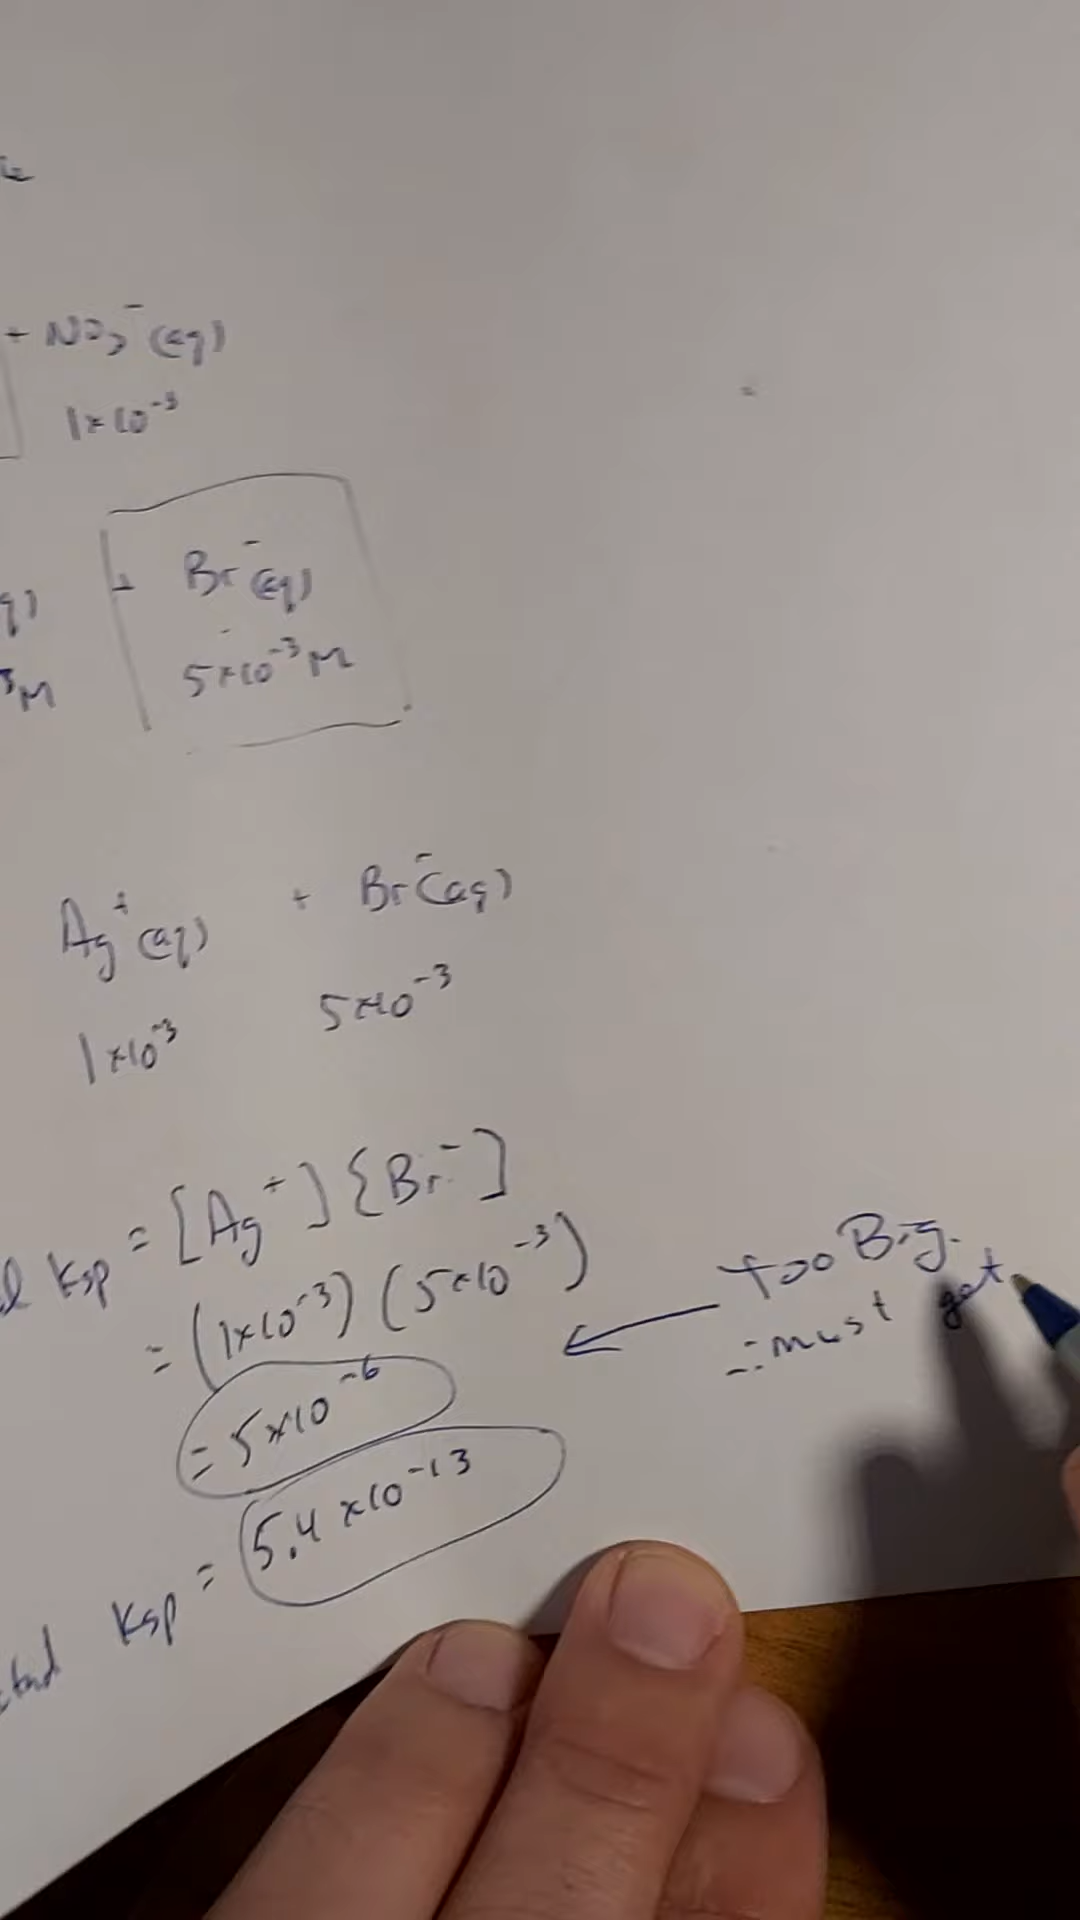 + NO₃⁻(aq)
1×10⁻³
+ Br⁻(aq)
q)
5×10⁻³ M
M
Ag⁺(aq) + Br⁻(aq)
1×10⁻³ 5×10⁻³
Ksp = [Ag⁺] {Br⁻]
= (1×10⁻³) (5×10⁻³)
too Big.
∴ must get
= 5×10⁻⁶
Ksp = 5.4 ×10⁻¹³